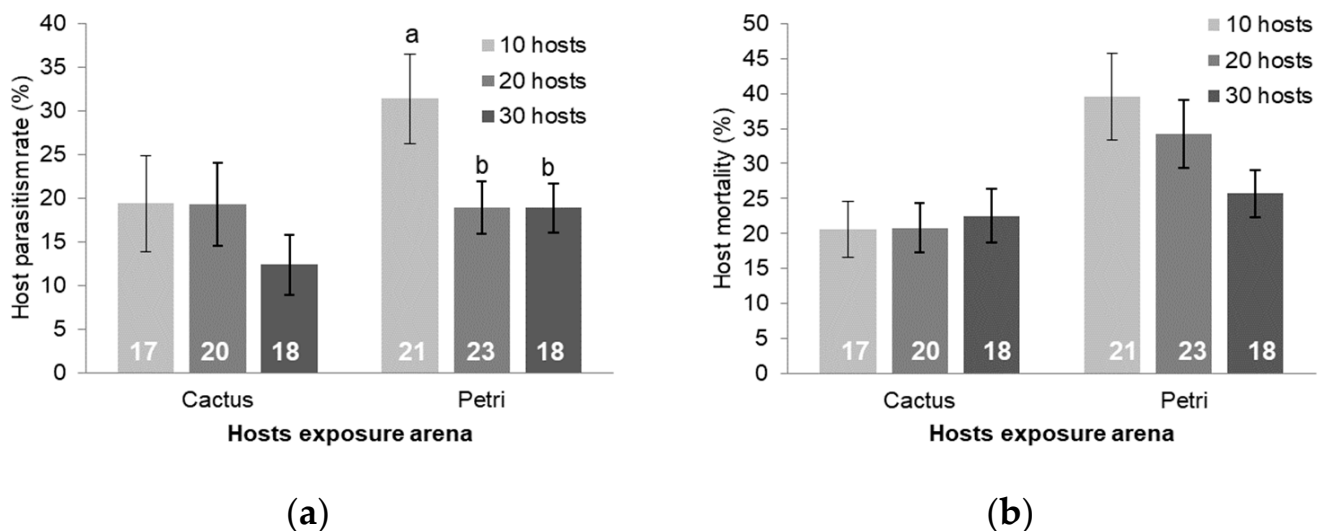 40
35
30
25
20
15
10
5
0
Host parasitism rate (%)
a
b
b
10 hosts
20 hosts
30 hosts
17
20
18
21
23
18
Cactus
Petri
Hosts exposure arena
(a)
50
45
40
35
30
25
20
15
10
5
0
Host mortality (%)
10 hosts
20 hosts
30 hosts
17
20
18
21
23
18
Cactus
Petri
Hosts exposure arena
(b)